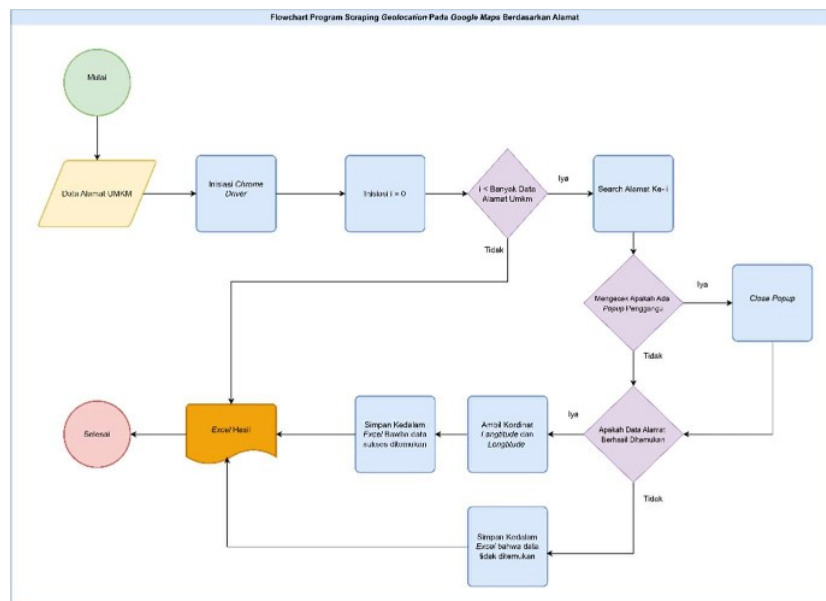 Flowchart Program Scraping Geolocation Pada Google Maps Berdasarkan Alamat
Mulai
Data Alamat UMKM
Inisiasi Chrome
Driver
Inisiasi i = 0
i < Banyak Data
Alamat Umkm
Iya
Search Alamat Ke- i
Tidak
Mengecek Apakah Ada
Popup Pengganggu
Iya
Close Popup
Tidak
Selesai
Excel Hasil
Simpan Kedalam
Excel Bawha data
sukses ditemukan
Ambil Kordinat
Langtitude dan
Longtitude
Iya
Apakah Data Alamat
Berhasil Ditemukan
Tidak
Simpan Kedalam
Excel bahwa data
tidak ditemukan